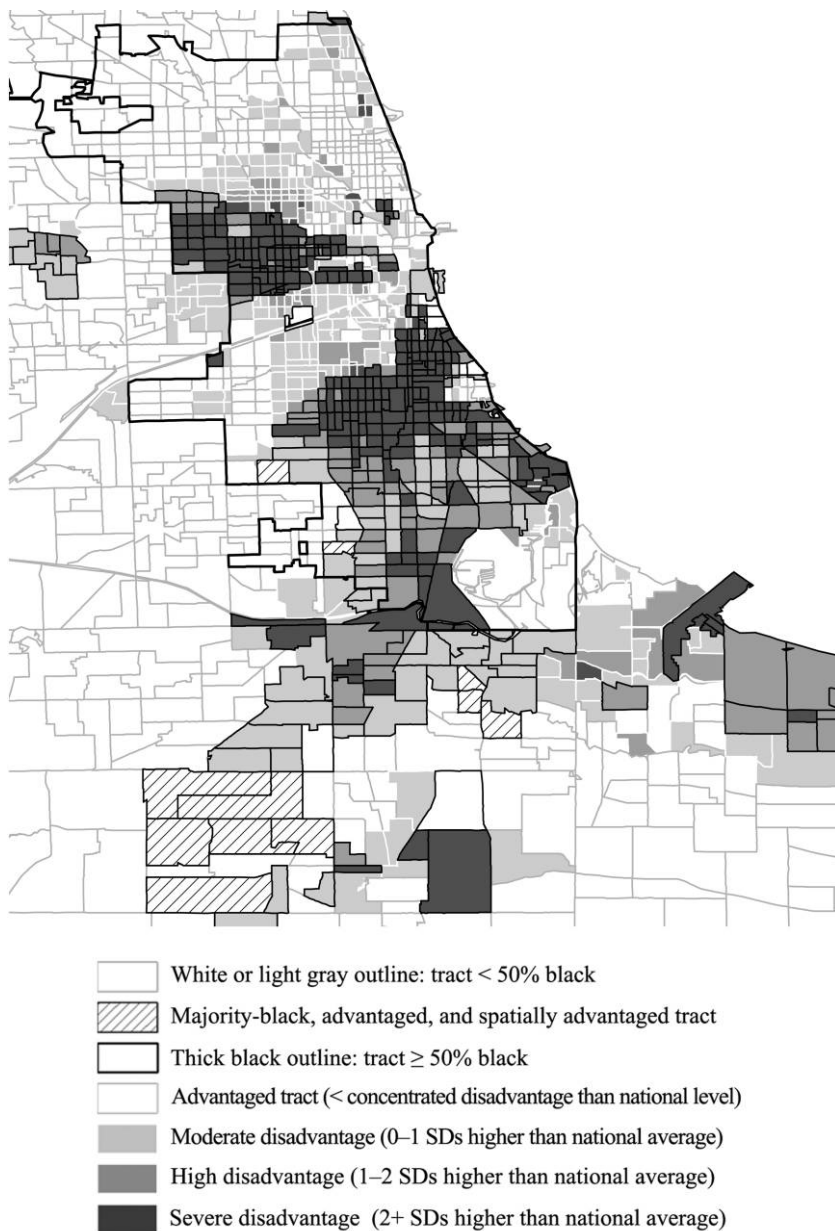 White or light gray outline: tract < 50% black
Majority-black, advantaged, and spatially advantaged tract
Thick black outline: tract ≥ 50% black
Advantaged tract (< concentrated disadvantage than national level)
Moderate disadvantage (0–1 SDs higher than national average)
High disadvantage (1–2 SDs higher than national average)
Severe disadvantage (2+ SDs higher than national average)